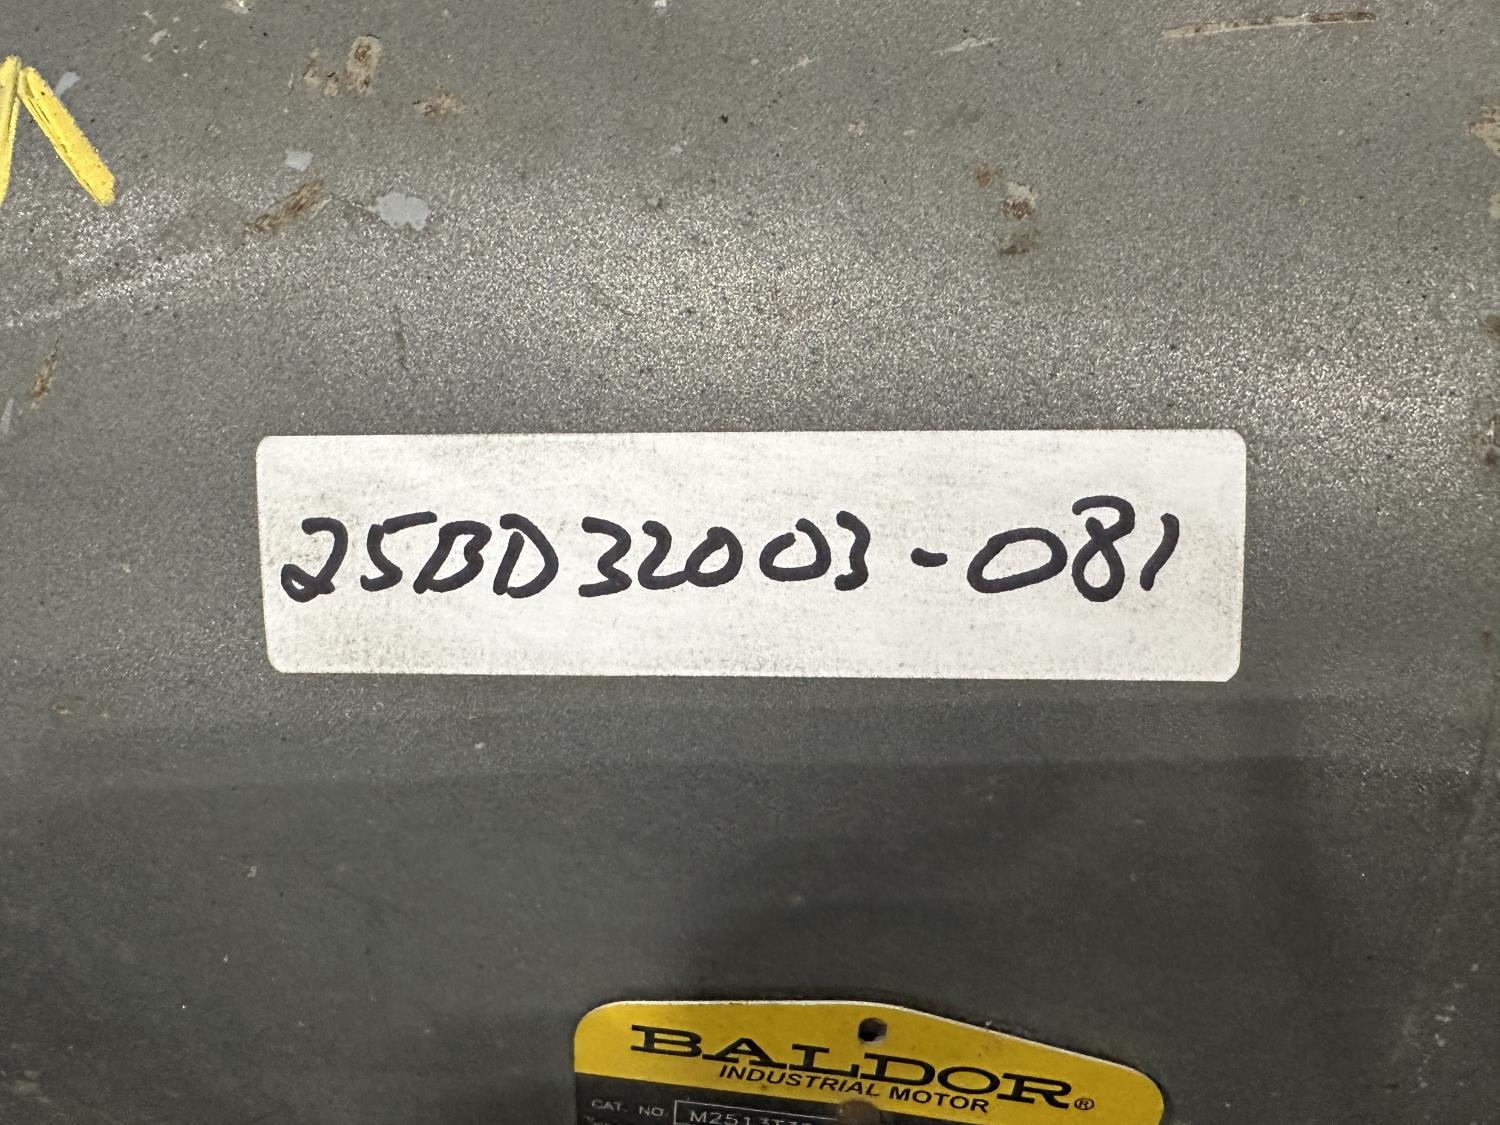 25BD32003-081
BALDOR®
INDUSTRIAL MOTOR
CAT. NO.